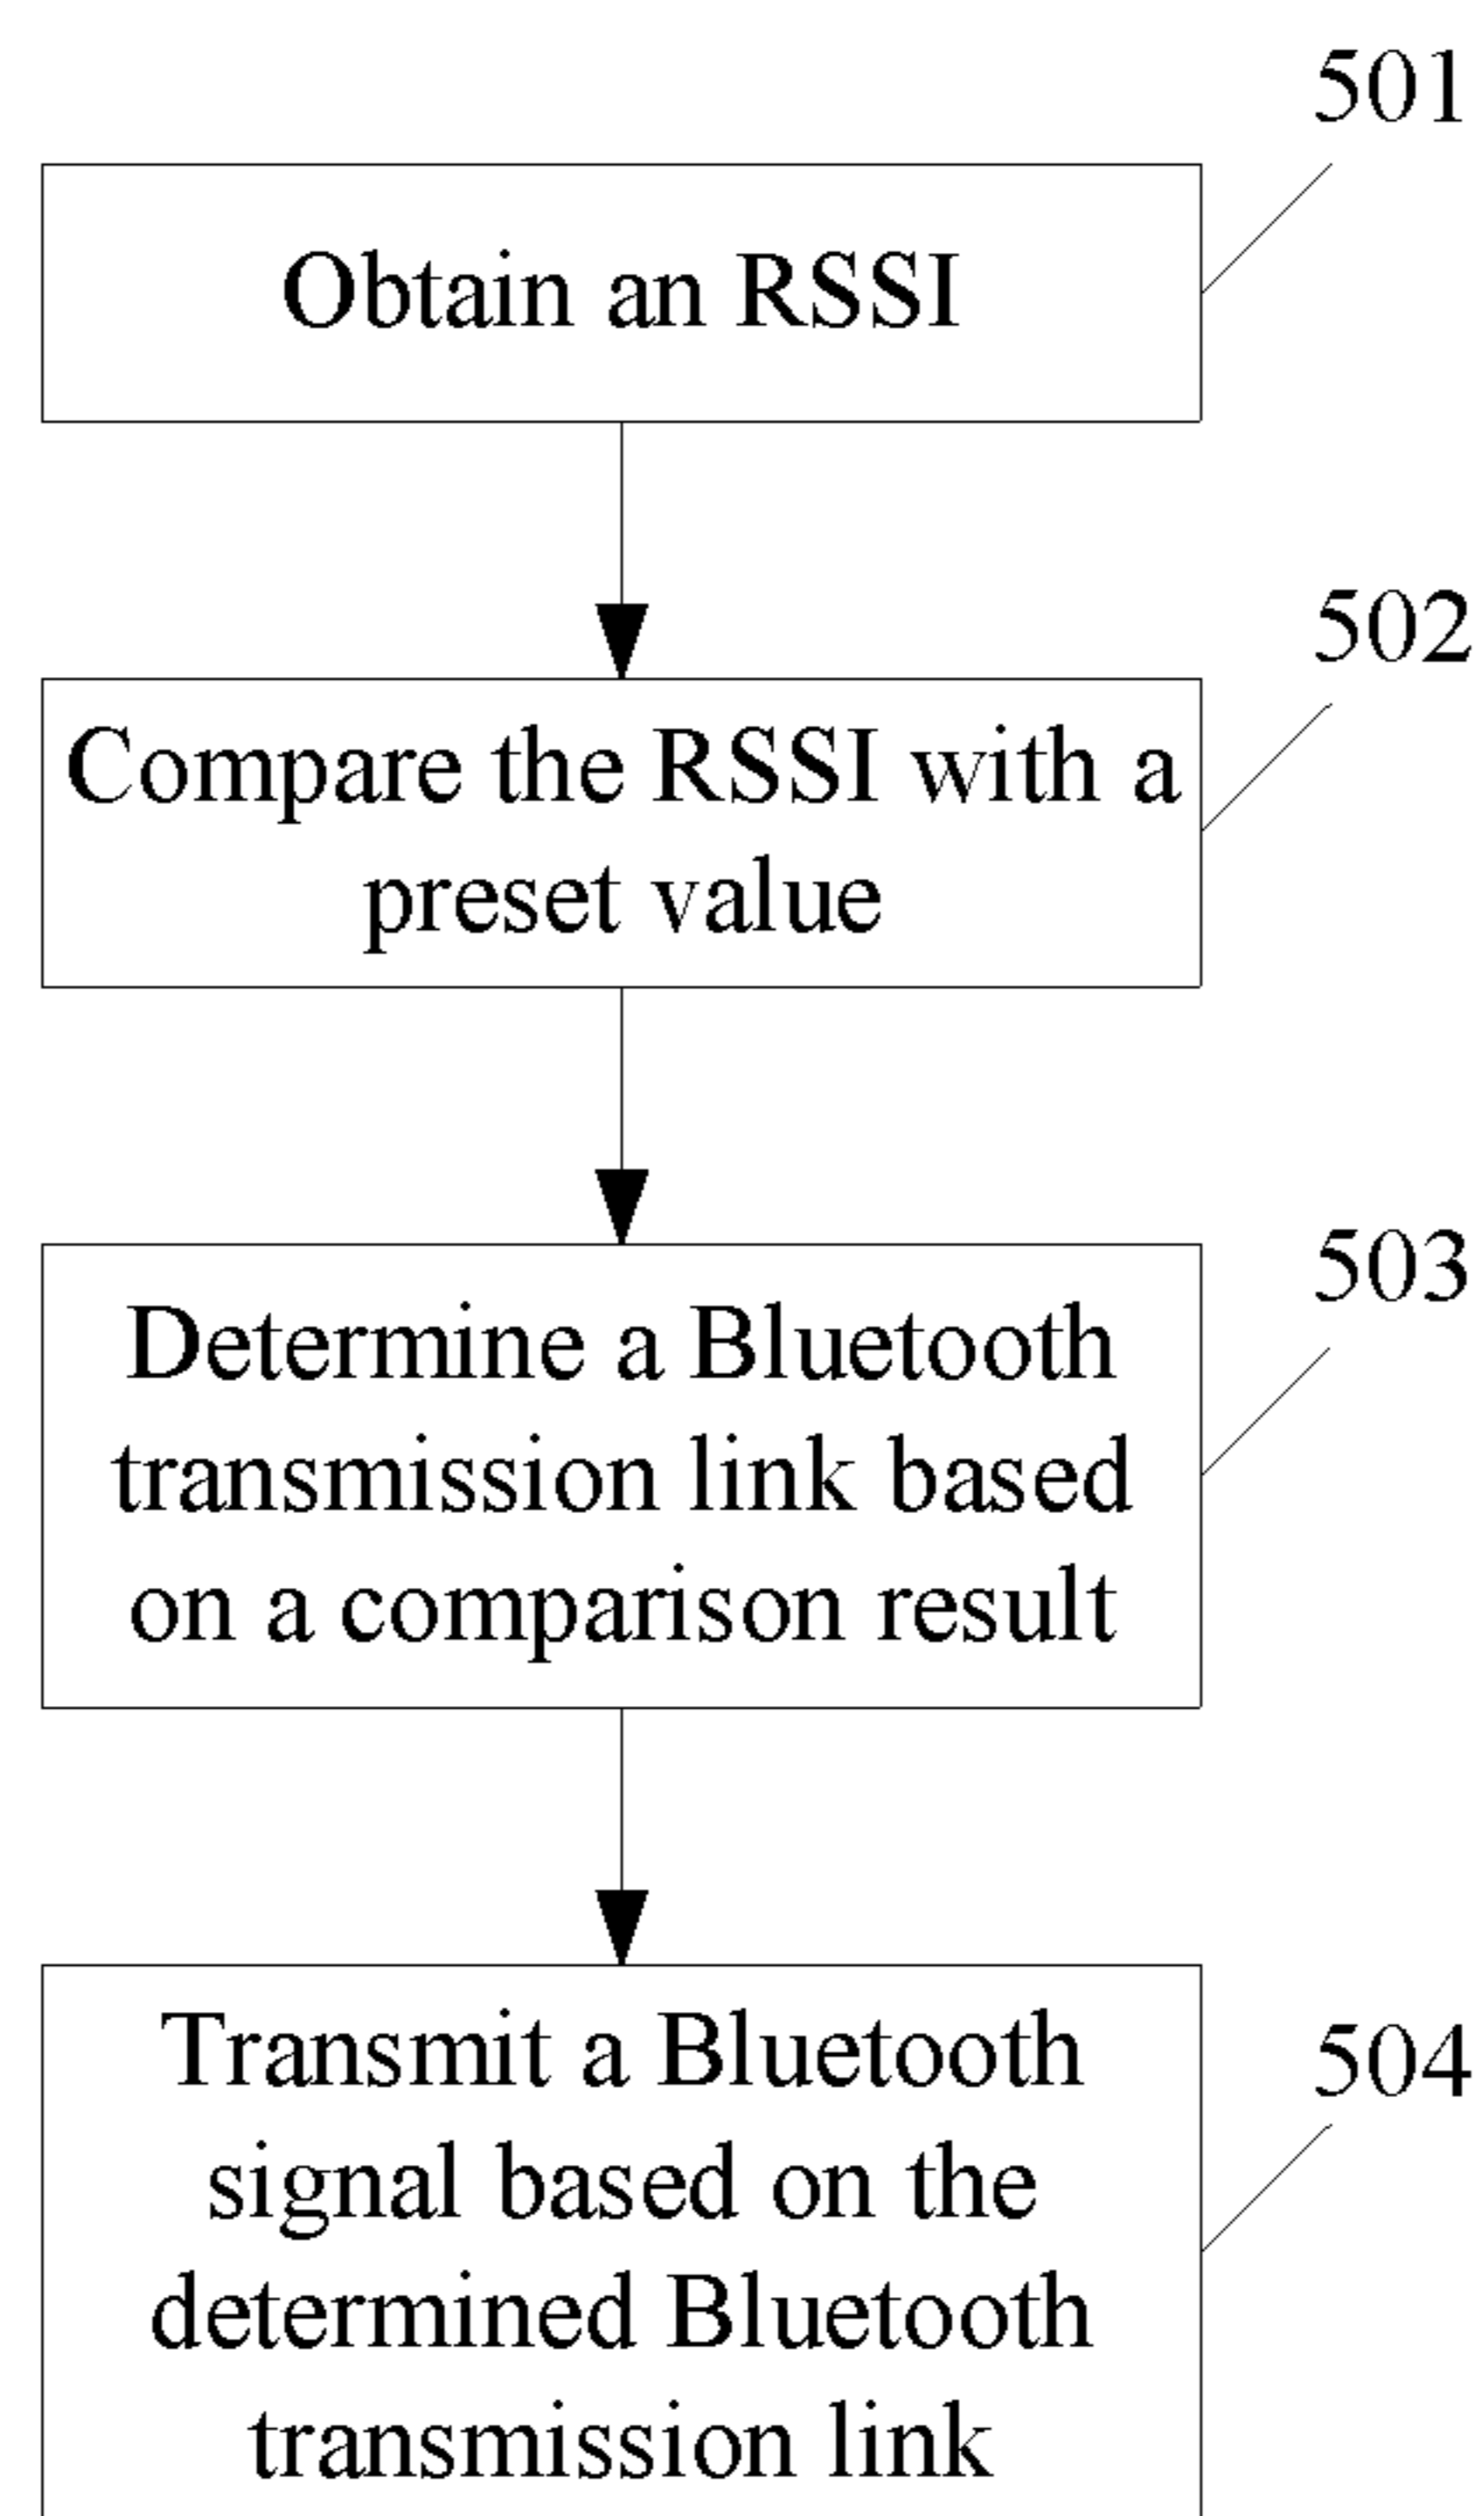 501
Obtain an RSSI
502
Compare the RSSI with a
preset value
503
Determine a Bluetooth
transmission link based
on a comparison result
504
Transmit a Bluetooth
signal based on the
determined Bluetooth
transmission link